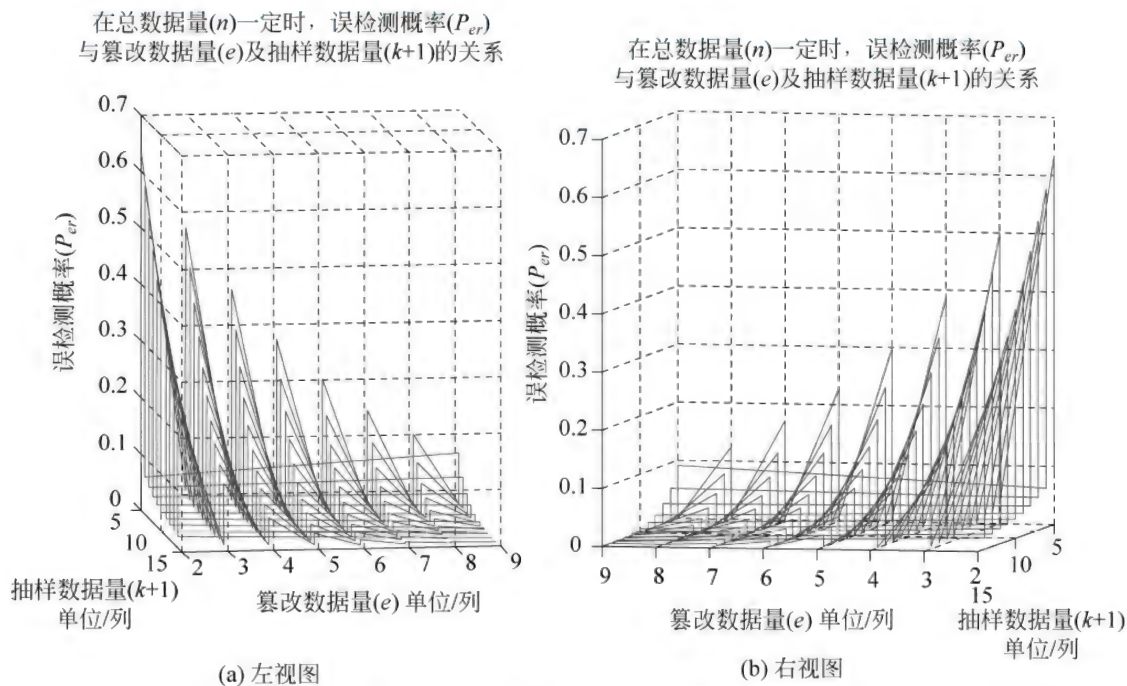 在总数据量(n)一定时，误检测概率(Per)
与篡改数据量(e)及抽样数据量(k+1)的关系
0.7
0.6
0.5
0.4
0.3
0.2
0.1
0
误检测概率(Per)
5
10
15
抽样数据量(k+1)
单位/列
2
3
4
5
6
7
8
9
篡改数据量(e) 单位/列
(a) 左视图
在总数据量(n)一定时，误检测概率(Per)
与篡改数据量(e)及抽样数据量(k+1)的关系
0.7
0.6
0.5
0.4
0.3
0.2
0.1
0
误检测概率(Per)
9
8
7
6
5
4
3
2
篡改数据量(e) 单位/列
15
10
5
抽样数据量(k+1)
单位/列
(b) 右视图